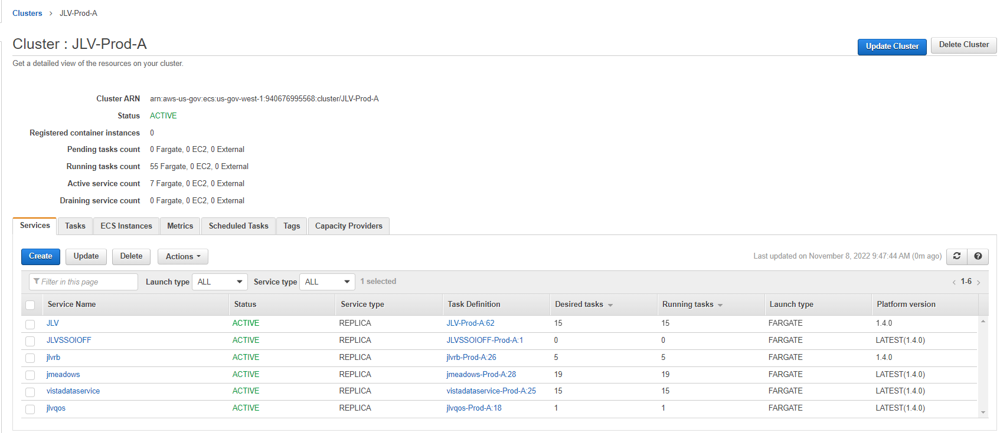 Clusters > JLV-Prod-A
Cluster : JLV-Prod-A
Update Cluster Delete Cluster
Get a detailed view of the resources on your cluster.
Cluster ARN arn:aws-us-gov:ecs:us-gov-west-1:940676995568:cluster/JLV-Prod-A
Status ACTIVE
Registered container instances 0
Pending tasks count 0 Fargate, 0 EC2, 0 External
Running tasks count 55 Fargate, 0 EC2, 0 External
Active service count 7 Fargate, 0 EC2, 0 External
Draining service count 0 Fargate, 0 EC2, 0 External
Services Tasks ECS Instances Metrics Scheduled Tasks Tags Capacity Providers
Create Update Delete Actions Last updated on November 8, 2022 9:47:44 AM (0m ago)
Filter in this page Launch type ALL Service type ALL 1 selected < 1-6 >
Service Name Status Service type Task Definition Desired tasks Running tasks Launch type Platform version
JLV ACTIVE REPLICA JLV-Prod-A:62 15 15 FARGATE 1.4.0
JLVSSOIOFF ACTIVE REPLICA JLVSSOIOFF-Prod-A:1 0 0 FARGATE LATEST(1.4.0)
jlvrb ACTIVE REPLICA jlvrb-Prod-A:26 5 5 FARGATE 1.4.0
jmeadows ACTIVE REPLICA jmeadows-Prod-A:28 19 19 FARGATE LATEST(1.4.0)
vistadataservice ACTIVE REPLICA vistadataservice-Prod-A:25 15 15 FARGATE LATEST(1.4.0)
jlvqos ACTIVE REPLICA jlvqos-Prod-A:18 1 1 FARGATE LATEST(1.4.0)